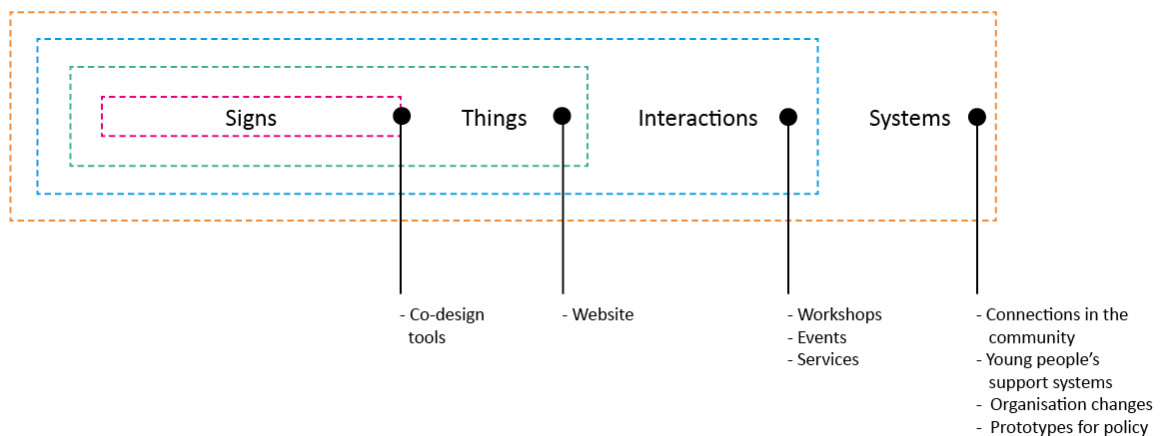 Signs
Things
Interactions
Systems
- Co-design
tools
- Website
- Workshops
- Events
- Services
- Connections in the
community
- Young people’s
support systems
- Organisation changes
- Prototypes for policy